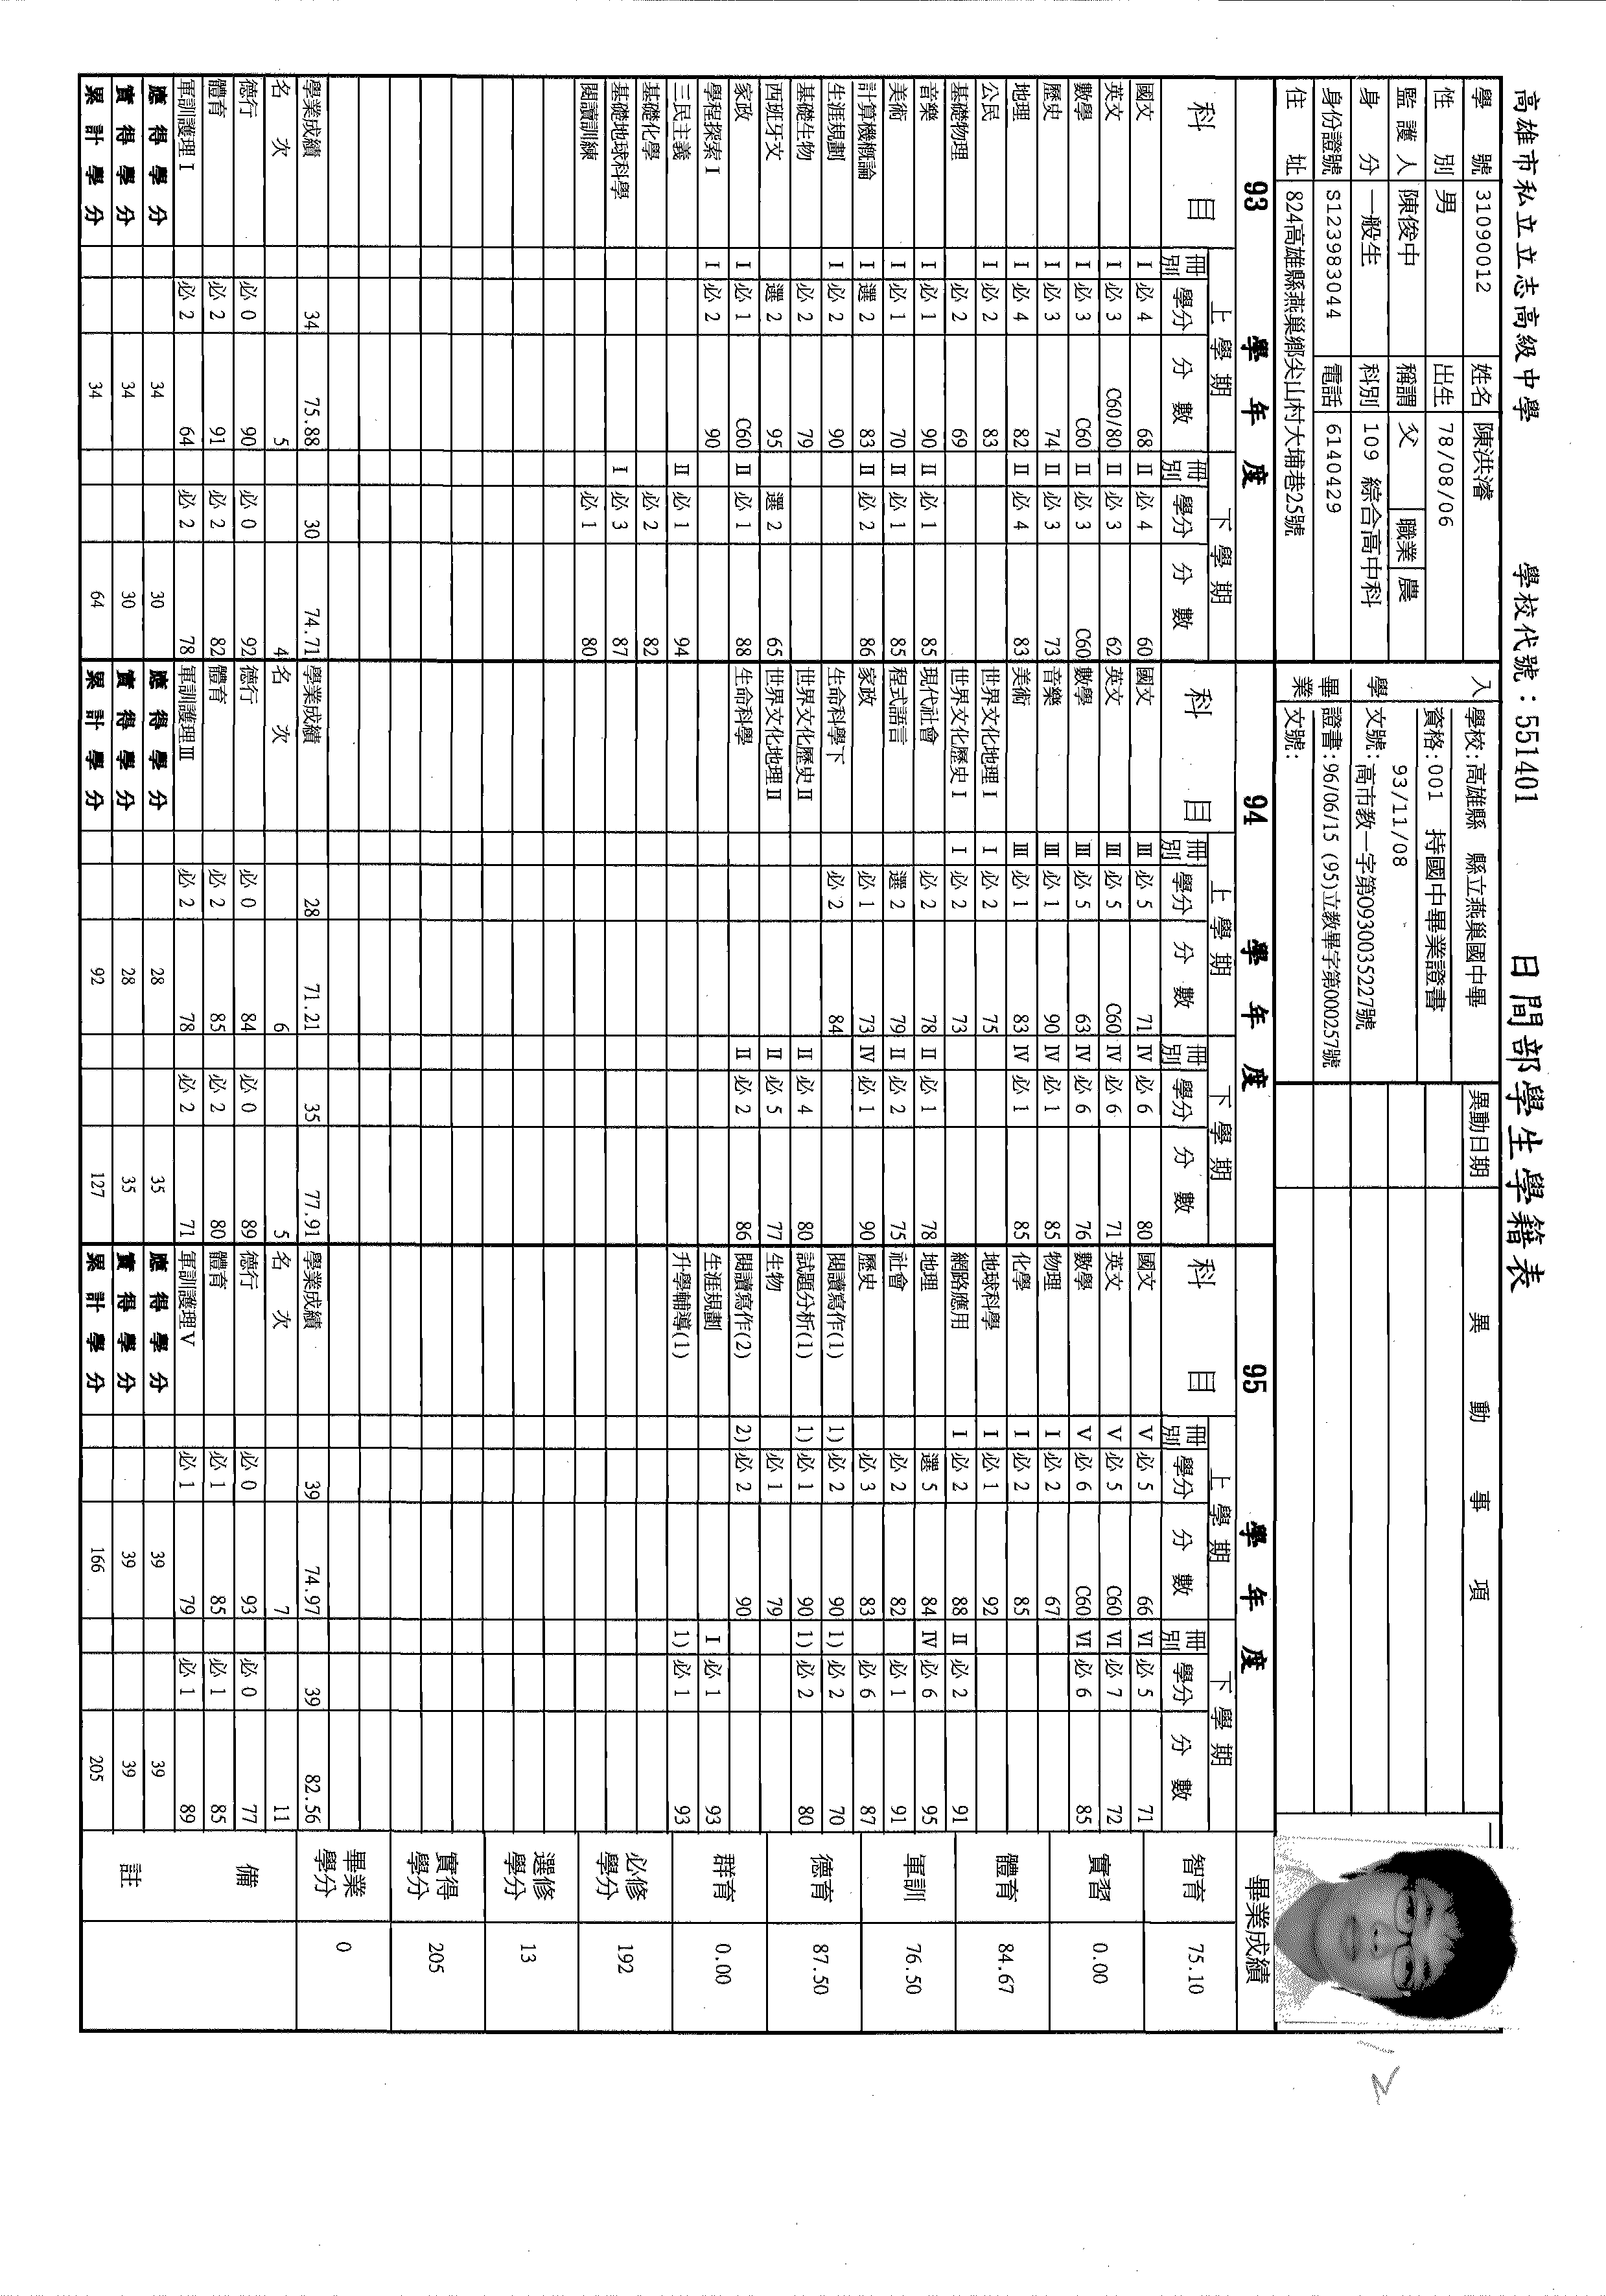 高雄市私立立志高級中學 學校代號：551401 日間部學生學籍表
學號 31090012 姓名 陳洪濬
性別 男 出生 78/08/06
監護人 陳俊中 稱謂 父 職業 農
身分 一般生 科別 109 綜合高中科
身份證號 S123983044 電話 6140429
住址 824高雄縣燕巢鄉尖山村大埔巷25號
入學 學校：高雄縣 縣立燕巢國中畢
資格：001 持國中畢業證書
93/11/08
文號：高市教一字第0930035227號
畢業 證書：96/06/15 (95)立教畢字第000257號
文號：
異動日期 異動事項
93 學年度
科目 上學期 下學期
冊別 學分 分數 冊別 學分 分數
國文 I 必 4 68 II 必 4 60
英文 I 必 3 C60/80 II 必 3 62
數學 I 必 3 C60 II 必 3 C60
歷史 I 必 3 74 II 必 3 73
地理 I 必 4 82 II 必 4 83
公民 I 必 2 83
基礎物理 必 2 69
音樂 I 必 1 90 II 必 1 85
美術 I 必 1 70 II 必 1 85
計算機概論 I 選 2 83 II 必 2 86
生涯規劃 I 必 2 90
基礎生物 必 2 79
西班牙文 選 2 95 選 2 65
家政 I 必 1 C60 II 必 1 88
學程探索 I I 必 2 90
三民主義 II 必 1 94
基礎化學 必 2 82
基礎地球科學 I 必 3 87
閱讀訓練 必 1 80
學業成績 34 75.88 30 74.71
名次 5 4
德行 必 0 90 必 0 92
體育 必 2 91 必 2 82
軍訓護理 I 必 2 64 必 2 78
應得學分 34 30
實得學分 34 30
累計學分 34 64
94 學年度
科目 上學期 下學期
冊別 學分 分數 冊別 學分 分數
國文 III 必 5 71 IV 必 6 80
英文 III 必 5 C60 IV 必 6 71
數學 III 必 5 63 IV 必 6 76
音樂 III 必 1 90 IV 必 1 85
美術 III 必 1 83 IV 必 1 85
世界文化地理 I I 必 2 75
世界文化歷史 I I 必 2 73
現代社會 必 2 78 II 必 1 78
程式語言 選 2 79 II 必 2 75
家政 必 1 73 IV 必 1 90
生命科學下 必 2 84
世界文化歷史 II II 必 4 80
世界文化地理 II II 必 5 77
生命科學 II 必 2 86
學業成績 28 71.21 35 77.91
名次 6 5
德行 必 0 84 必 0 89
體育 必 2 85 必 2 80
軍訓護理III 必 2 78 必 2 71
應得學分 28 35
實得學分 28 35
累計學分 92 127
95 學年度
科目 上學期 下學期
冊別 學分 分數 冊別 學分 分數
國文 V 必 5 66 VI 必 5 71
英文 V 必 5 C60 VI 必 7 72
數學 V 必 6 C60 VI 必 6 85
物理 I 必 2 67
化學 I 必 2 85
地球科學 I 必 1 92
網路應用 I 必 2 88 II 必 2 91
地理 選 5 84 IV 必 6 95
社會 必 2 82 必 1 91
歷史 必 3 83 必 6 87
閱讀寫作(1) 1) 必 2 90 1) 必 2 70
試題分析(1) 1) 必 1 90 1) 必 2 80
生物 必 1 79
閱讀寫作(2) 2) 必 2 90
生涯規劃 I 必 1 93
升學輔導(1) 1) 必 1 93
學業成績 39 74.97 39 82.56
名次 7 11
德行 必 0 93 必 0 77
體育 必 1 85 必 1 85
軍訓護理V 必 1 79 必 1 89
應得學分 39 39
實得學分 39 39
累計學分 166 205
畢業成績
智育 75.10
實習 0.00
體育 84.67
軍訓 76.50
德育 87.50
群育 0.00
必修學分 192
選修學分 13
實得學分 205
畢業學分 0
備註